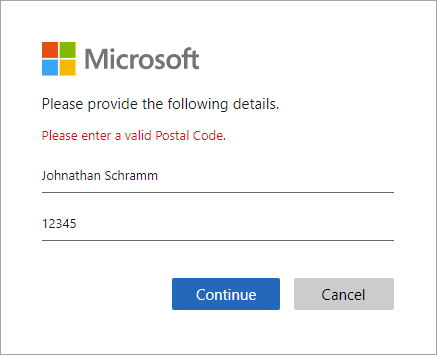 Microsoft
Please provide the following details.
Please enter a valid Postal Code.
Johnathan Schramm
12345
Continue
Cancel